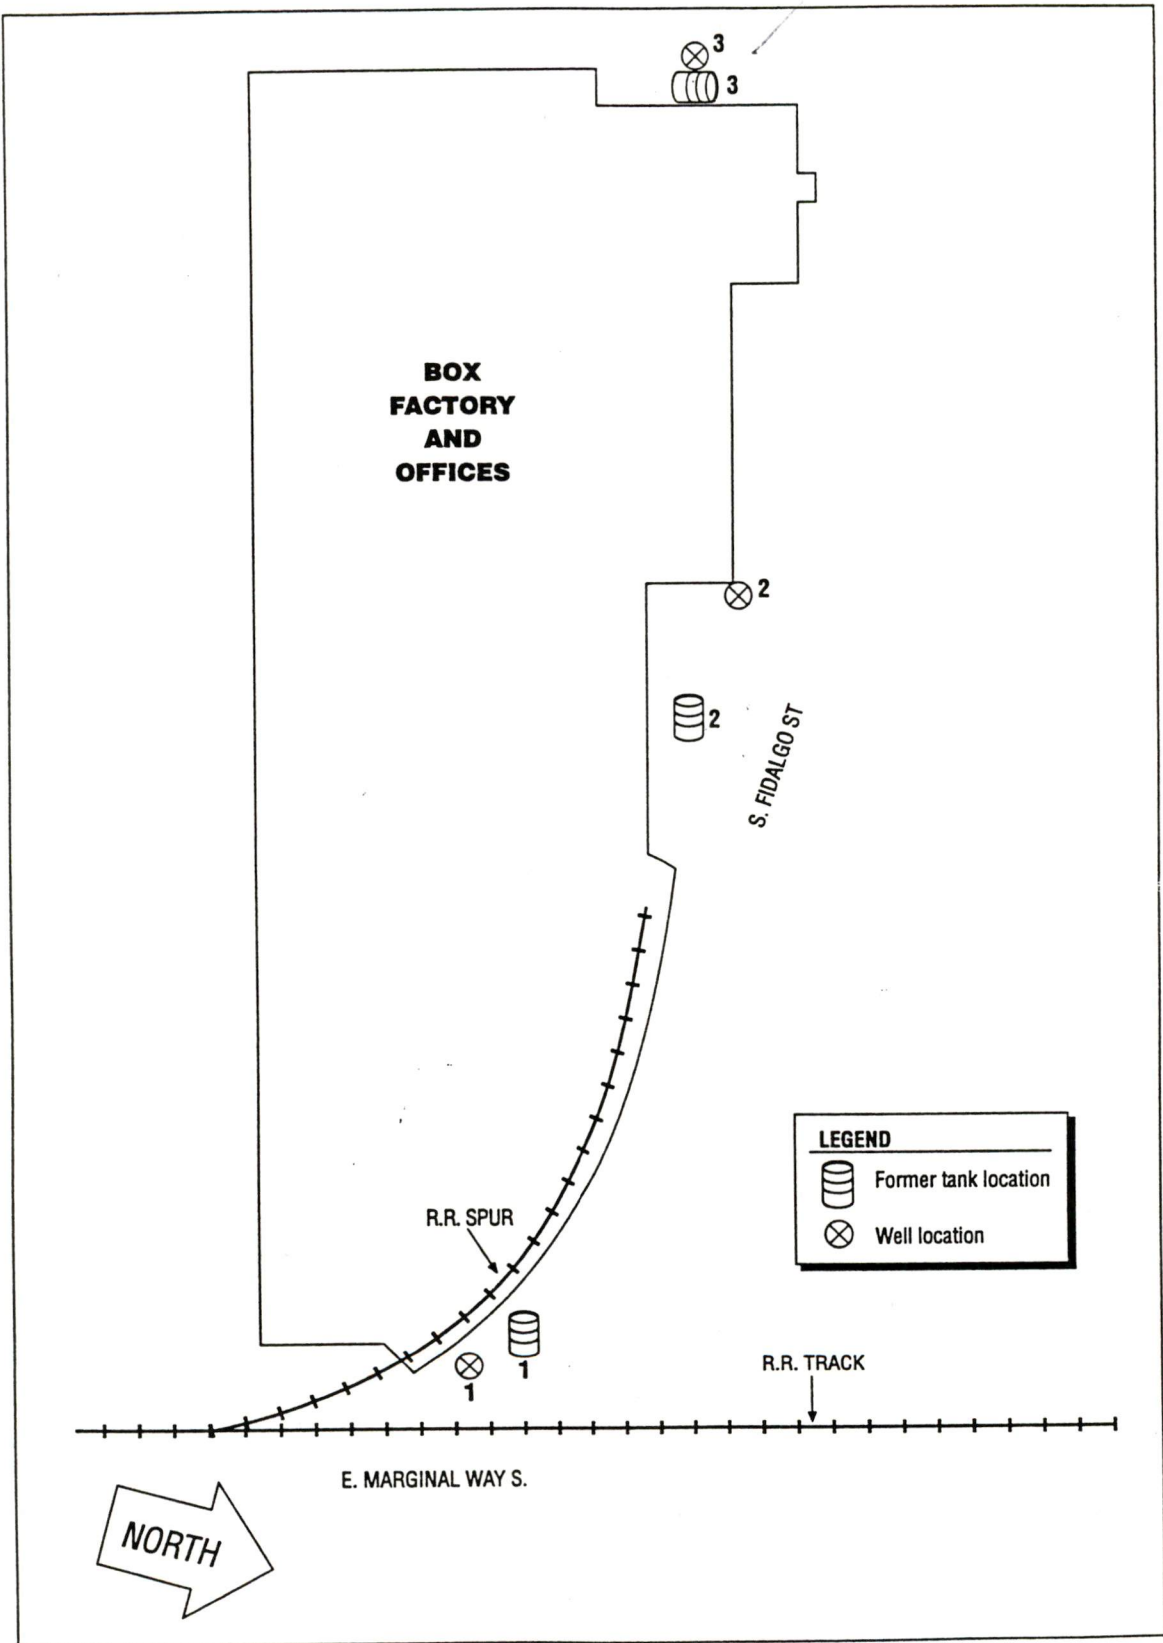 3
3
BOX
FACTORY
AND
OFFICES
2
2
S. FIDALGO ST
LEGEND
Former tank location
Well location
R.R. SPUR
1
1
R.R. TRACK
E. MARGINAL WAY S.
NORTH